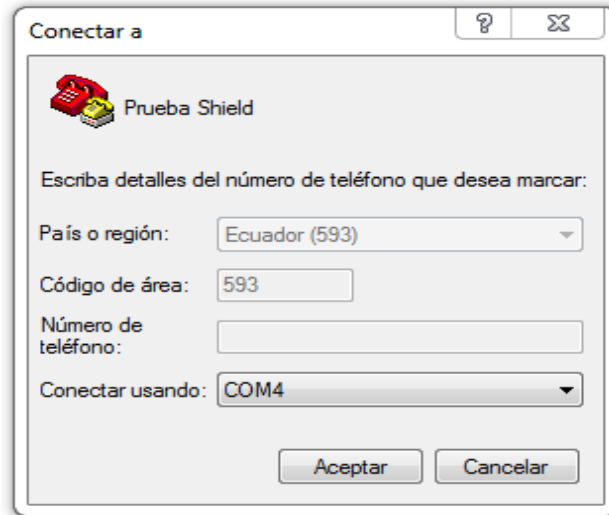 Conectar a
Prueba Shield
Escriba detalles del número de teléfono que desea marcar:
País o región: Ecuador (593)
Código de área: 593
Número de
teléfono:
Conectar usando: COM4
Aceptar Cancelar